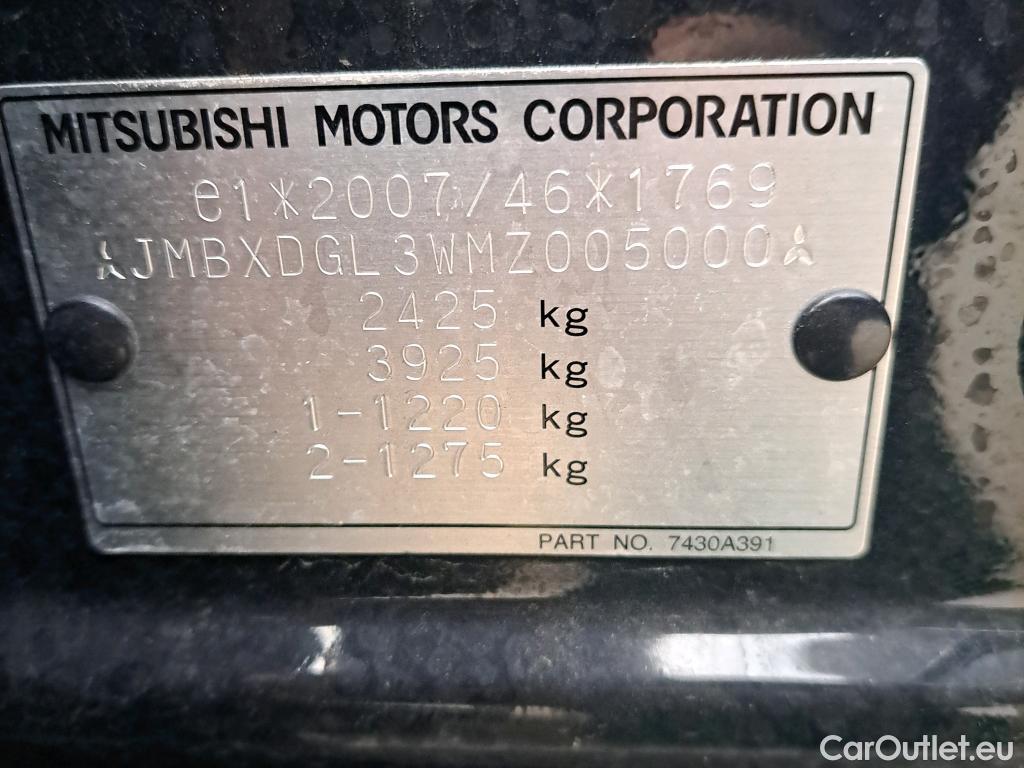 MITSUBISHI MOTORS CORPORATION
e1*2007/46*1769
JMBXDGL3WMZ005000
2425 kg
3925 kg
1-1220 kg
2-1275 kg
PART NO. 7430A391
CarOutlet.eu